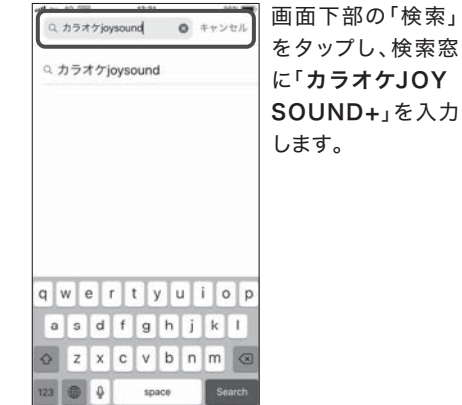 カラオケjoysound
キャンセル
カラオケjoysound
q w e r t y u i o p
a s d f g h j k l
z x c v b n m
123
space
Search
画面下部の「検索」
をタップし、検索窓
に「カラオケJOY
SOUND+」を入力
します。